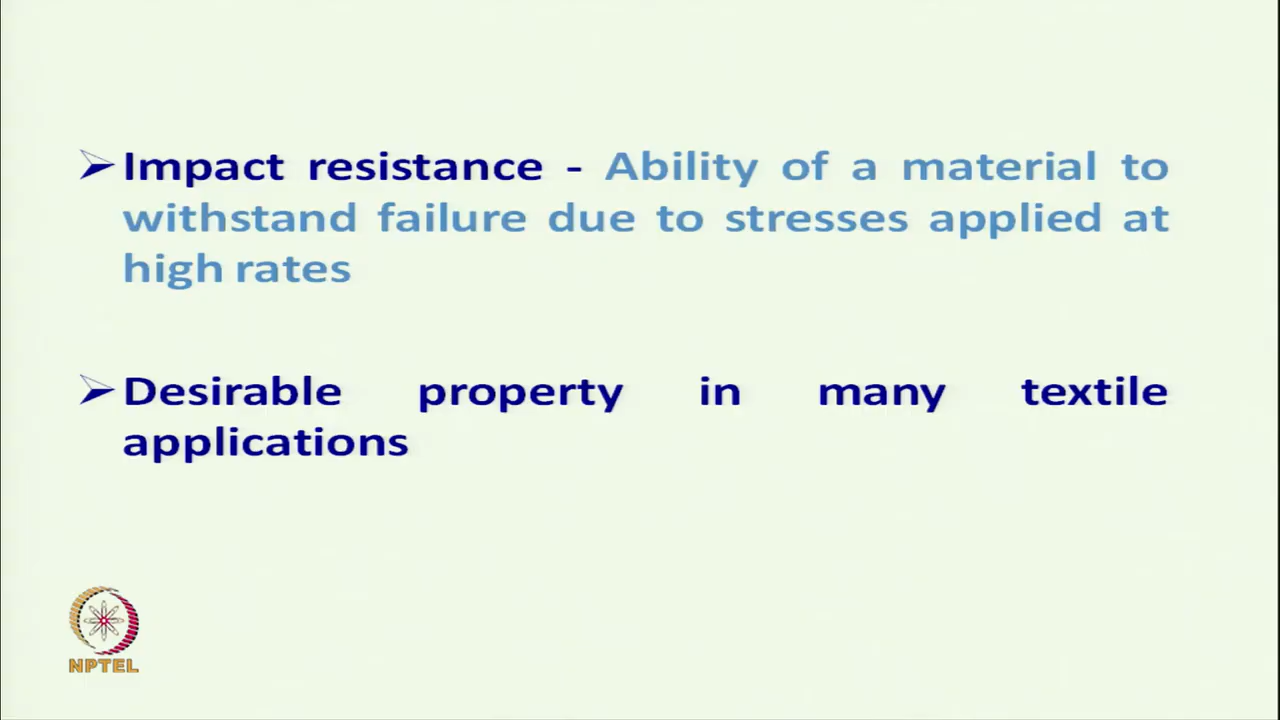 ➢Impact resistance - Ability of a material to
withstand failure due to stresses applied at
high rates
➢Desirable property in many textile
applications
NPTEL